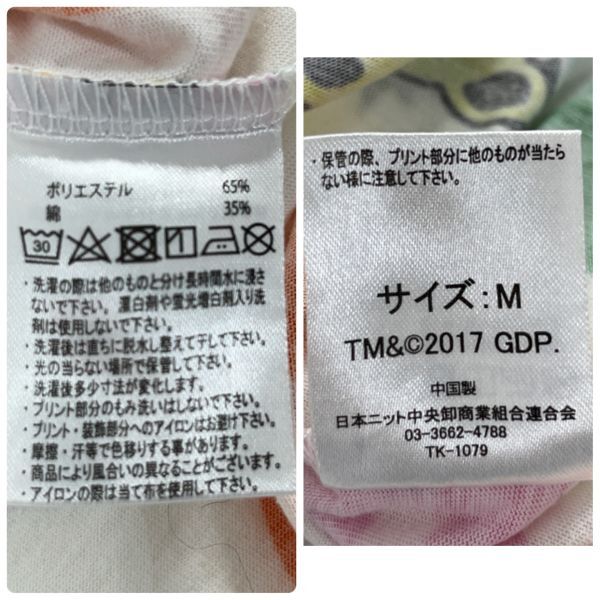 ポリエステル 65%
綿 35%
30
・洗濯の際は他のものと分け長時間水に浸さ
ないで下さい。漂白剤や蛍光増白剤入り洗
剤は使用しないで下さい。
・洗濯後は直ちに脱水し整えて干して下さい。
・光の当らない場所で保管して下さい。
・洗濯後多少寸法が変化します。
・プリント部分のもみ洗いはしないで下さい。
・プリント・装飾部分へのアイロンはお避け下さい。
・摩擦・汗等で色移りする事があります。
・商品により風合いの異なることがございます。
・アイロンの際は当て布を使用して下さい。
・保管の際、プリント部分に他のものが当たら
ない様に注意して下さい。
サイズ:M
TM&©2017 GDP.
中国製
日本ニット中央卸商業組合連合会
03-3662-4788
TK-1079